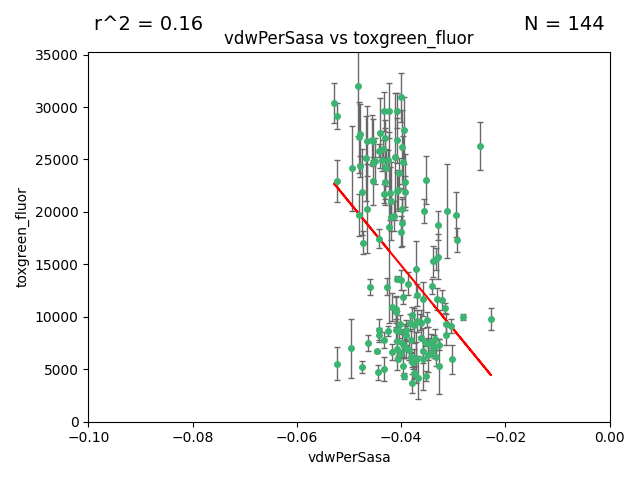 r^2 = 0.16
N = 144
vdwPerSasa vs toxgreen_fluor
35000
30000
25000
20000
15000
10000
5000
0
toxgreen_fluor
−0.10
−0.08
−0.06
−0.04
−0.02
0.00
vdwPerSasa